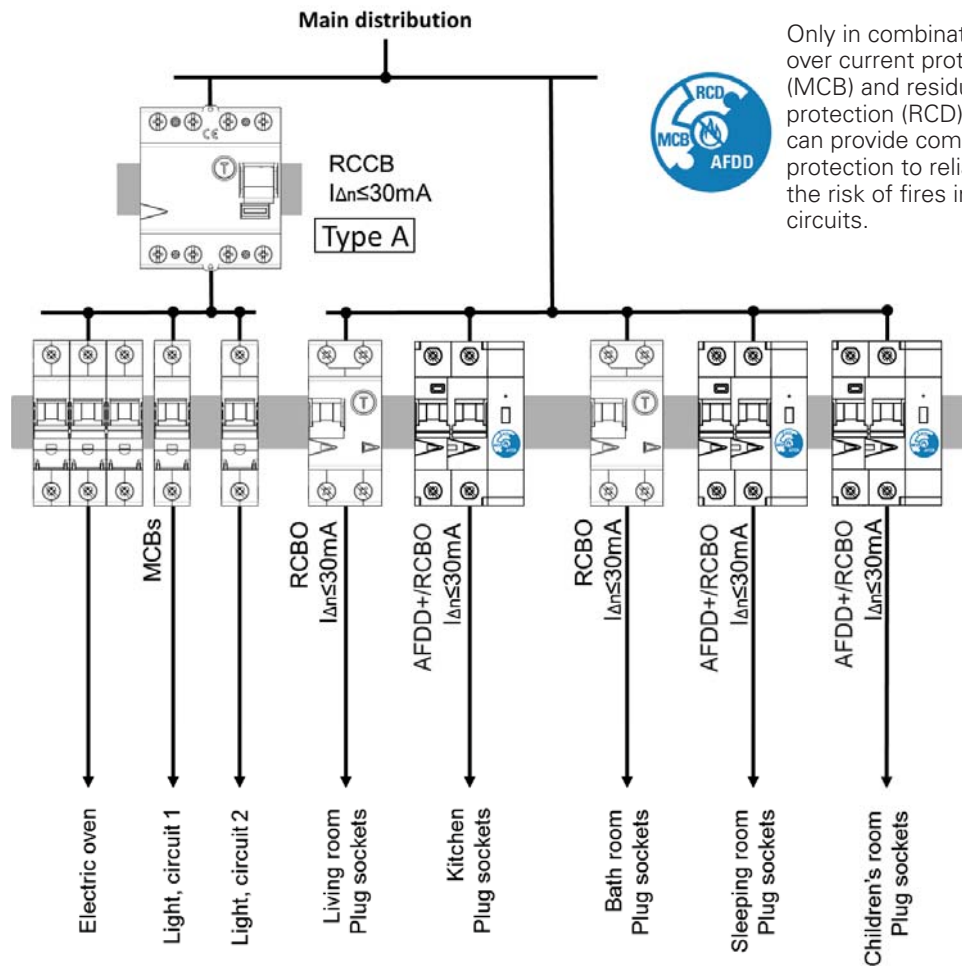 Main distribution
Only in combinat
over current prot
(MCB) and residu
protection (RCD)
can provide com
protection to relia
the risk of fires in
circuits.
RCD
MCB
AFDD
RCCB
IΔn≤30mA
Type A
CE
T
T
T
MCBs
RCBO
IΔn≤30mA
AFDD+/RCBO
IΔn≤30mA
RCBO
IΔn≤30mA
AFDD+/RCBO
IΔn≤30mA
AFDD+/RCBO
IΔn≤30mA
Electric oven
Light, circuit 1
Light, circuit 2
Living room
Plug sockets
Kitchen
Plug sockets
Bath room
Plug sockets
Sleeping room
Plug sockets
Children's room
Plug sockets